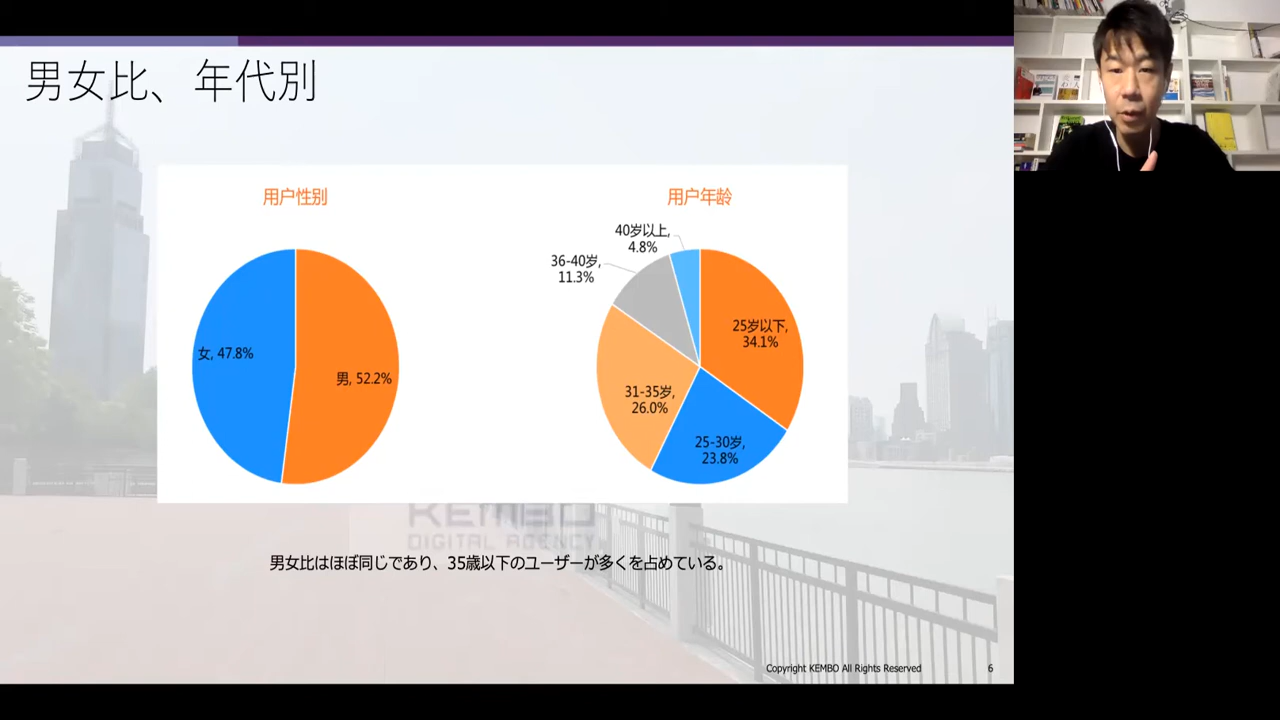 男女比、年代別
用户性别
女, 47.8%
男, 52.2%
用户年龄
40岁以上,
4.8%
36-40岁,
11.3%
25岁以下,
34.1%
31-35岁,
26.0%
25-30岁,
23.8%
KEMBO
DIGITAL AGENCY
男女比はほぼ同じであり、35歳以下のユーザーが多くを占めている。
Copyright KEMBO All Rights Reserved
6